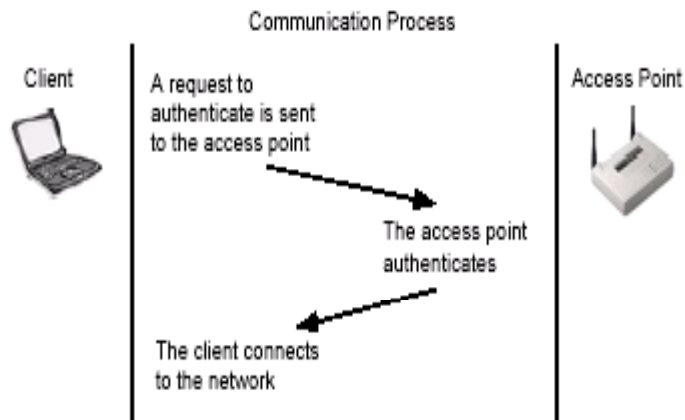 Communication Process
Client
Access Point
A request to
authenticate is sent
to the access point
The access point
authenticates
The client connects
to the network